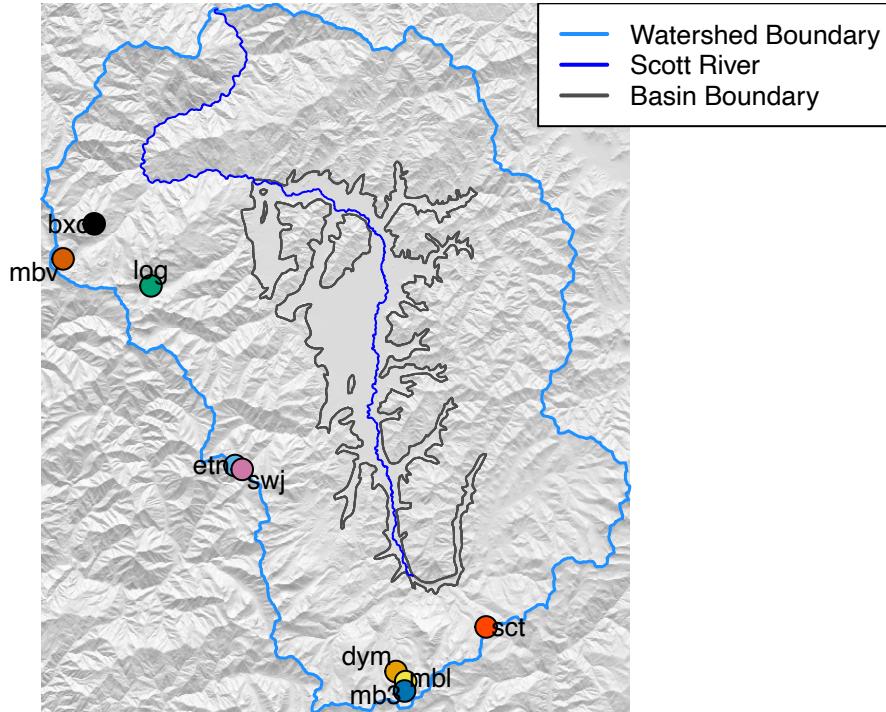 Watershed Boundary
Scott River
Basin Boundary
bxc
mbv
log
etn
swj
sct
dym
mbl
mb3